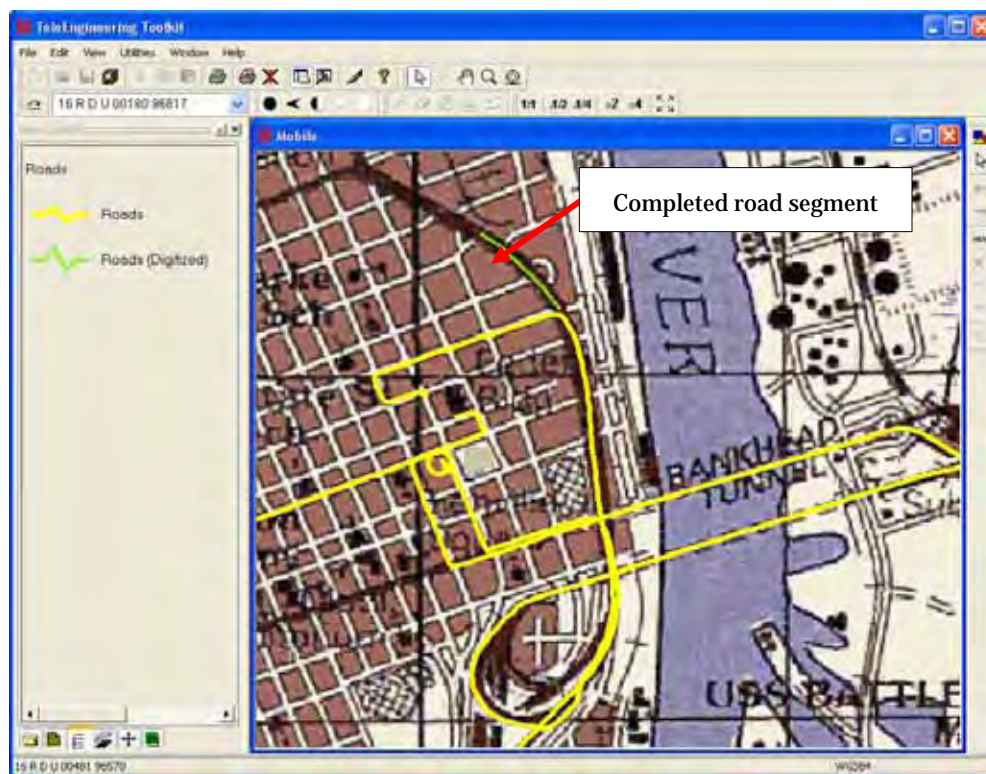 TeleEngineering Toolkit
File Edit View Utilities Window Help
16 R D U 00180 96817
1:1 1/2 1/4 x2 x4
Mobile
Roads
Roads
Roads (Digitized)
Completed road segment
VER
BANKHEAD
TUNNEL
USS BATTLE
16 R D U 00481 96570
WGS84